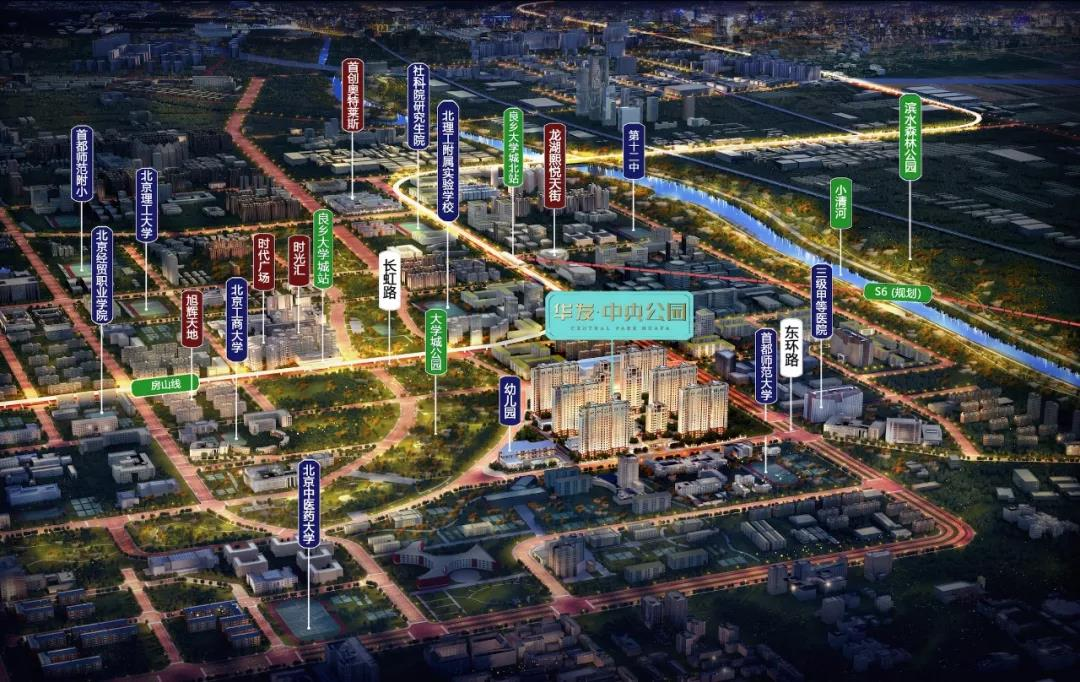 首创奥特莱斯
社科院研究生院
北理工附属实验学校
良乡大学城北站
龙湖熙悦天街
第十二中
滨水森林公园
小清河
首都师范附小
北京理工大学
北京经贸职业学院
旭辉天地
北京工商大学
时代广场
时光汇
良乡大学城站
长虹路
大学城公园
华发·中央公园
CENTRAL PARK HUAFA
S6 (规划)
三级甲等医院
东环路
首都师范大学
幼儿园
房山线
北京中医药大学